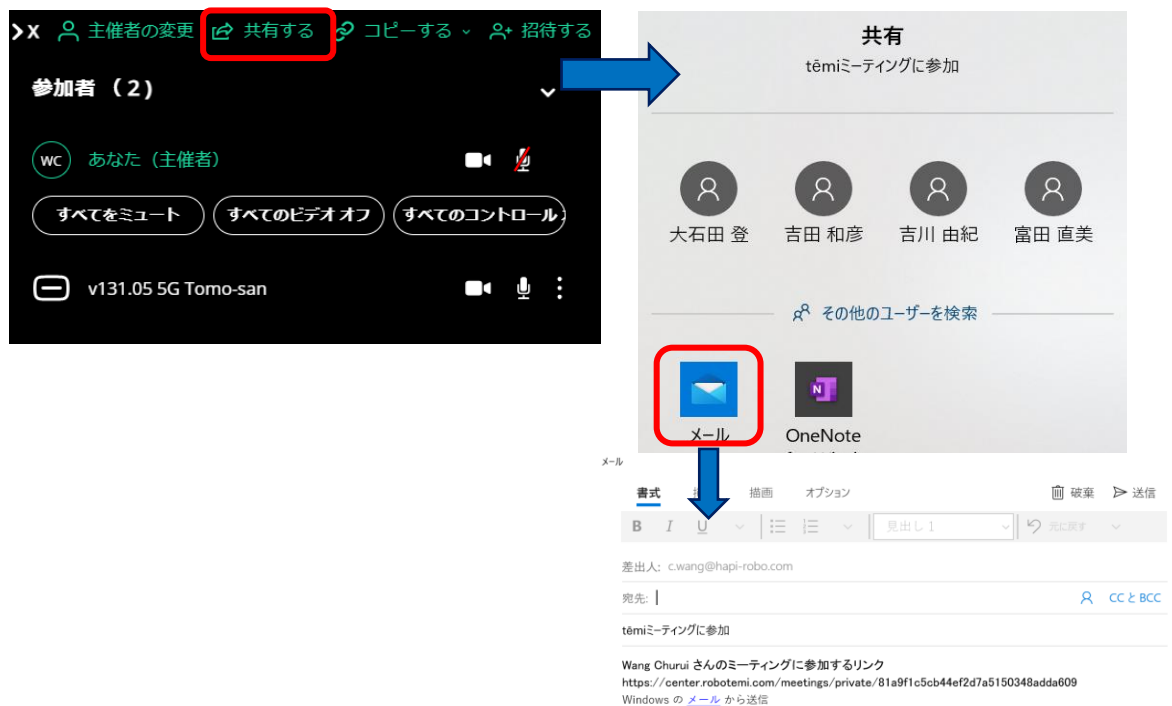 X 主催者の変更 共有する コピーする 招待する
参加者 （2）
WC あなた（主催者）
すべてをミュート すべてのビデオ オフ すべてのコントロール
v131.05 5G Tomo-san
共有
tēmiミーティングに参加
大石田 登 吉田 和彦 吉川 由紀 富田 直美
その他のユーザーを検索
メール OneNote
メール
書式 描画 オプション 破棄 送信
B I U 見出し 1 元に戻す
差出人: c.wang@hapi-robo.com
宛先: CC と BCC
tēmiミーティングに参加
Wang Churui さんのミーティングに参加するリンク
https://center.robotemi.com/meetings/private/81a9f1c5cb44ef2d7a5150348adda609
Windows の メール から送信